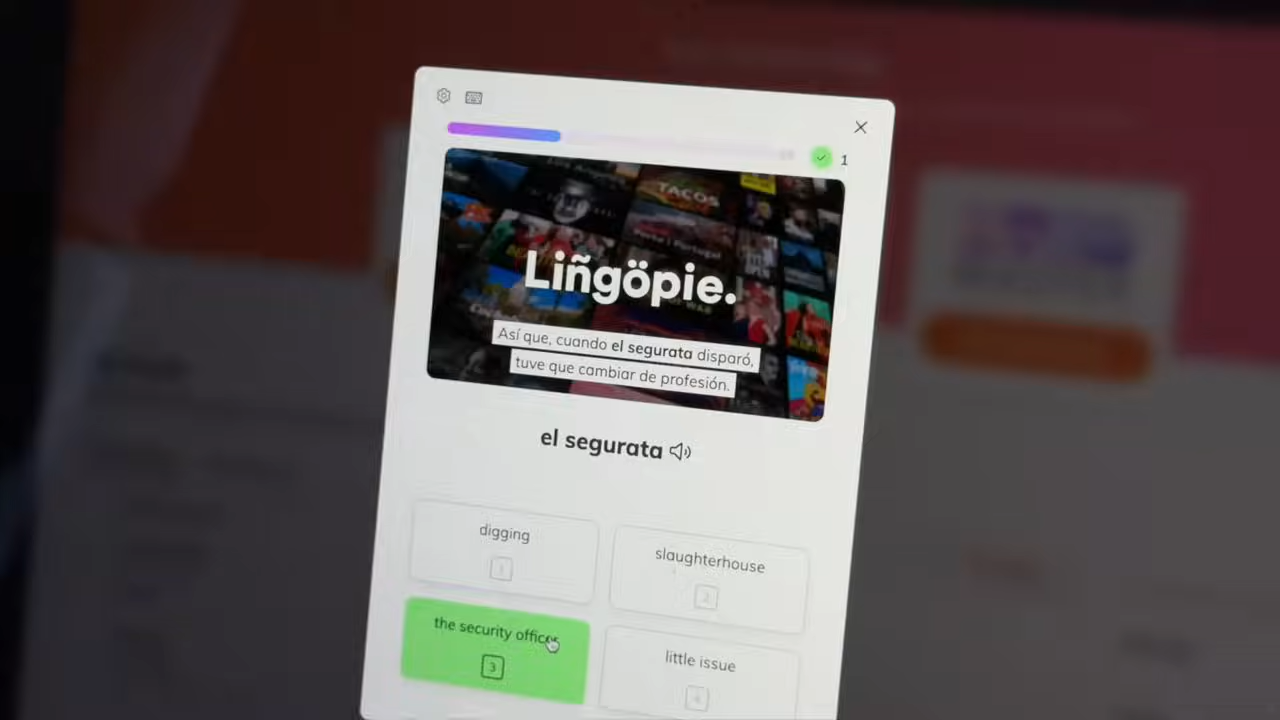 1
TACOS
Liñgöpie.
Así que, cuando el segurata disparó,
tuve que cambiar de profesión.
el segurata
digging
1
slaughterhouse
2
the security officer
3
little issue
4